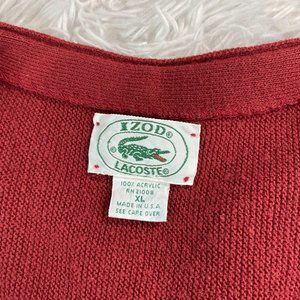 IZOD®
LACOSTE®
100% ACRYLIC
RN 21008
XL
MADE IN U.S.A.
SEE CARE OVER